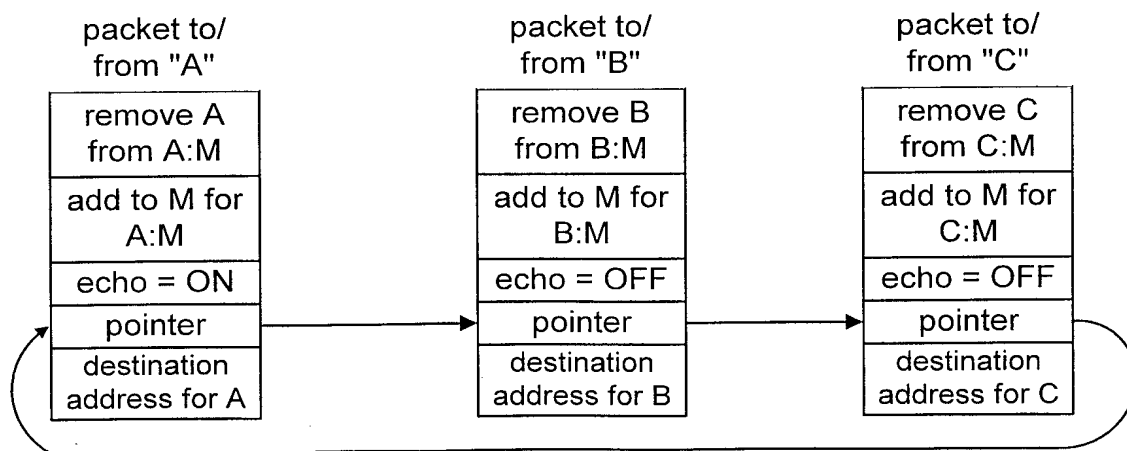 packet to/
from "A"
remove A
from A:M
add to M for
A:M
echo = ON
pointer
destination
address for A
packet to/
from "B"
remove B
from B:M
add to M for
B:M
echo = OFF
pointer
destination
address for B
packet to/
from "C"
remove C
from C:M
add to M for
C:M
echo = OFF
pointer
destination
address for C